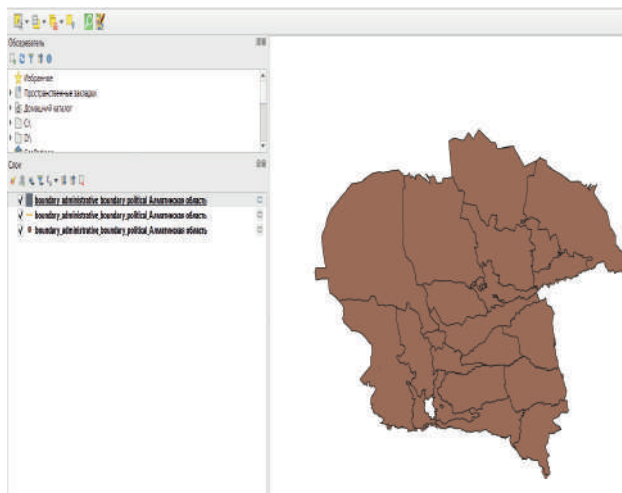 Обозреватель
Избранное
Пространственные закладки
Домашний каталог
C:\
D:\
Слои
boundary_administrative_boundary_political_Алматинская область
boundary_administrative_boundary_political_Алматинская область
boundary_administrative_boundary_political_Алматинская область